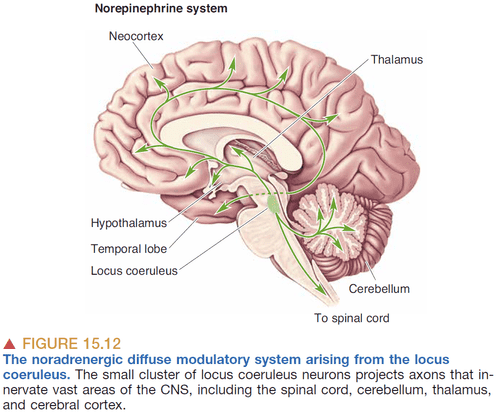 Norepinephrine system
Neocortex
Thalamus
Hypothalamus
Temporal lobe
Locus coeruleus
Cerebellum
To spinal cord
▲ FIGURE 15.12
The noradrenergic diffuse modulatory system arising from the locus
coeruleus. The small cluster of locus coeruleus neurons projects axons that in-
nervate vast areas of the CNS, including the spinal cord, cerebellum, thalamus,
and cerebral cortex.